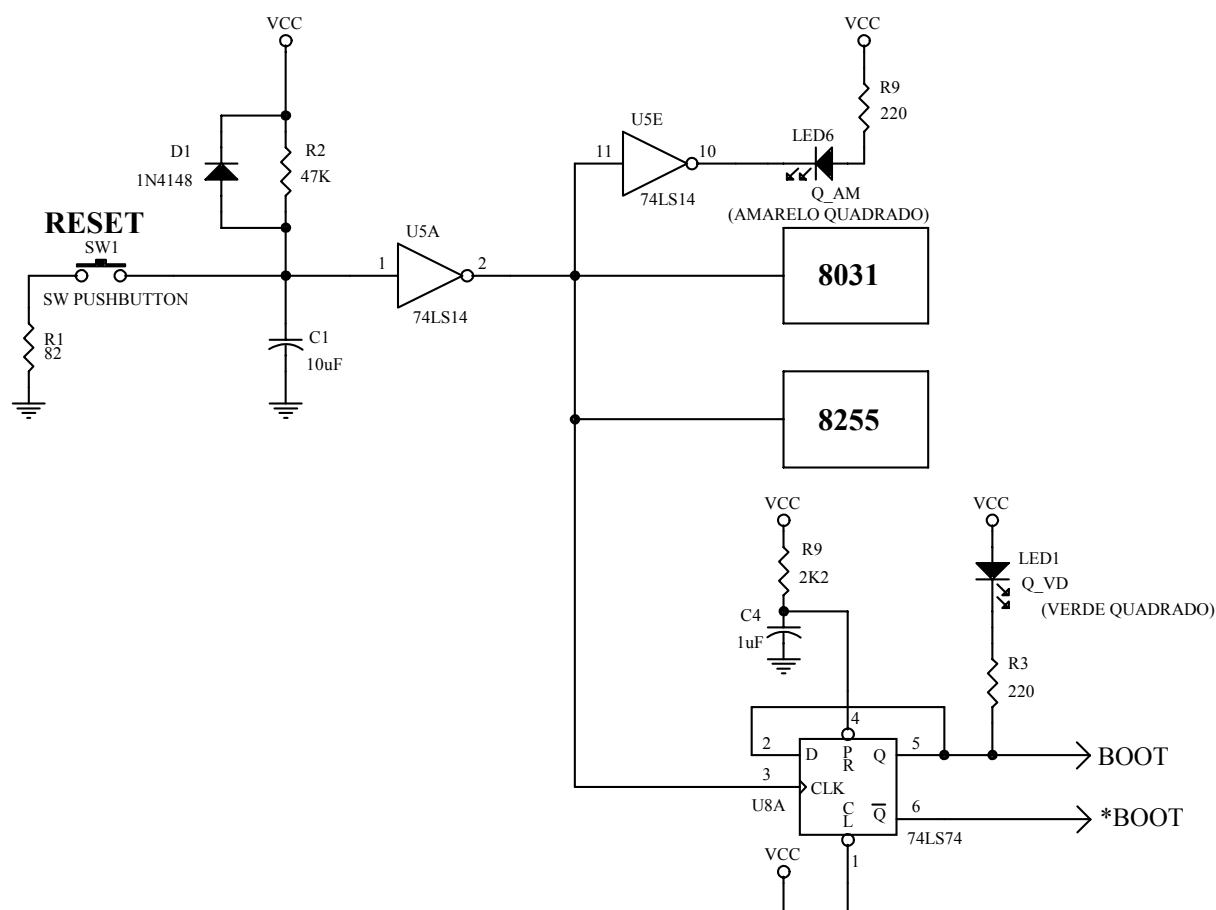 VCC
VCC
R9
220
U5E
LED6
D1
1N4148
R2
47K
11
10
74LS14
Q_AM
(AMARELO QUADRADO)
RESET
SW1
SW PUSHBUTTON
U5A
1
2
74LS14
8031
R1
82
C1
10uF
8255
VCC
R9
2K2
C4
1uF
VCC
LED1
Q_VD
(VERDE QUADRADO)
R3
220
4
2
D
P
R
Q
5
BOOT
3
CLK
U8A
C
L
Q
6
*BOOT
74LS74
VCC
1